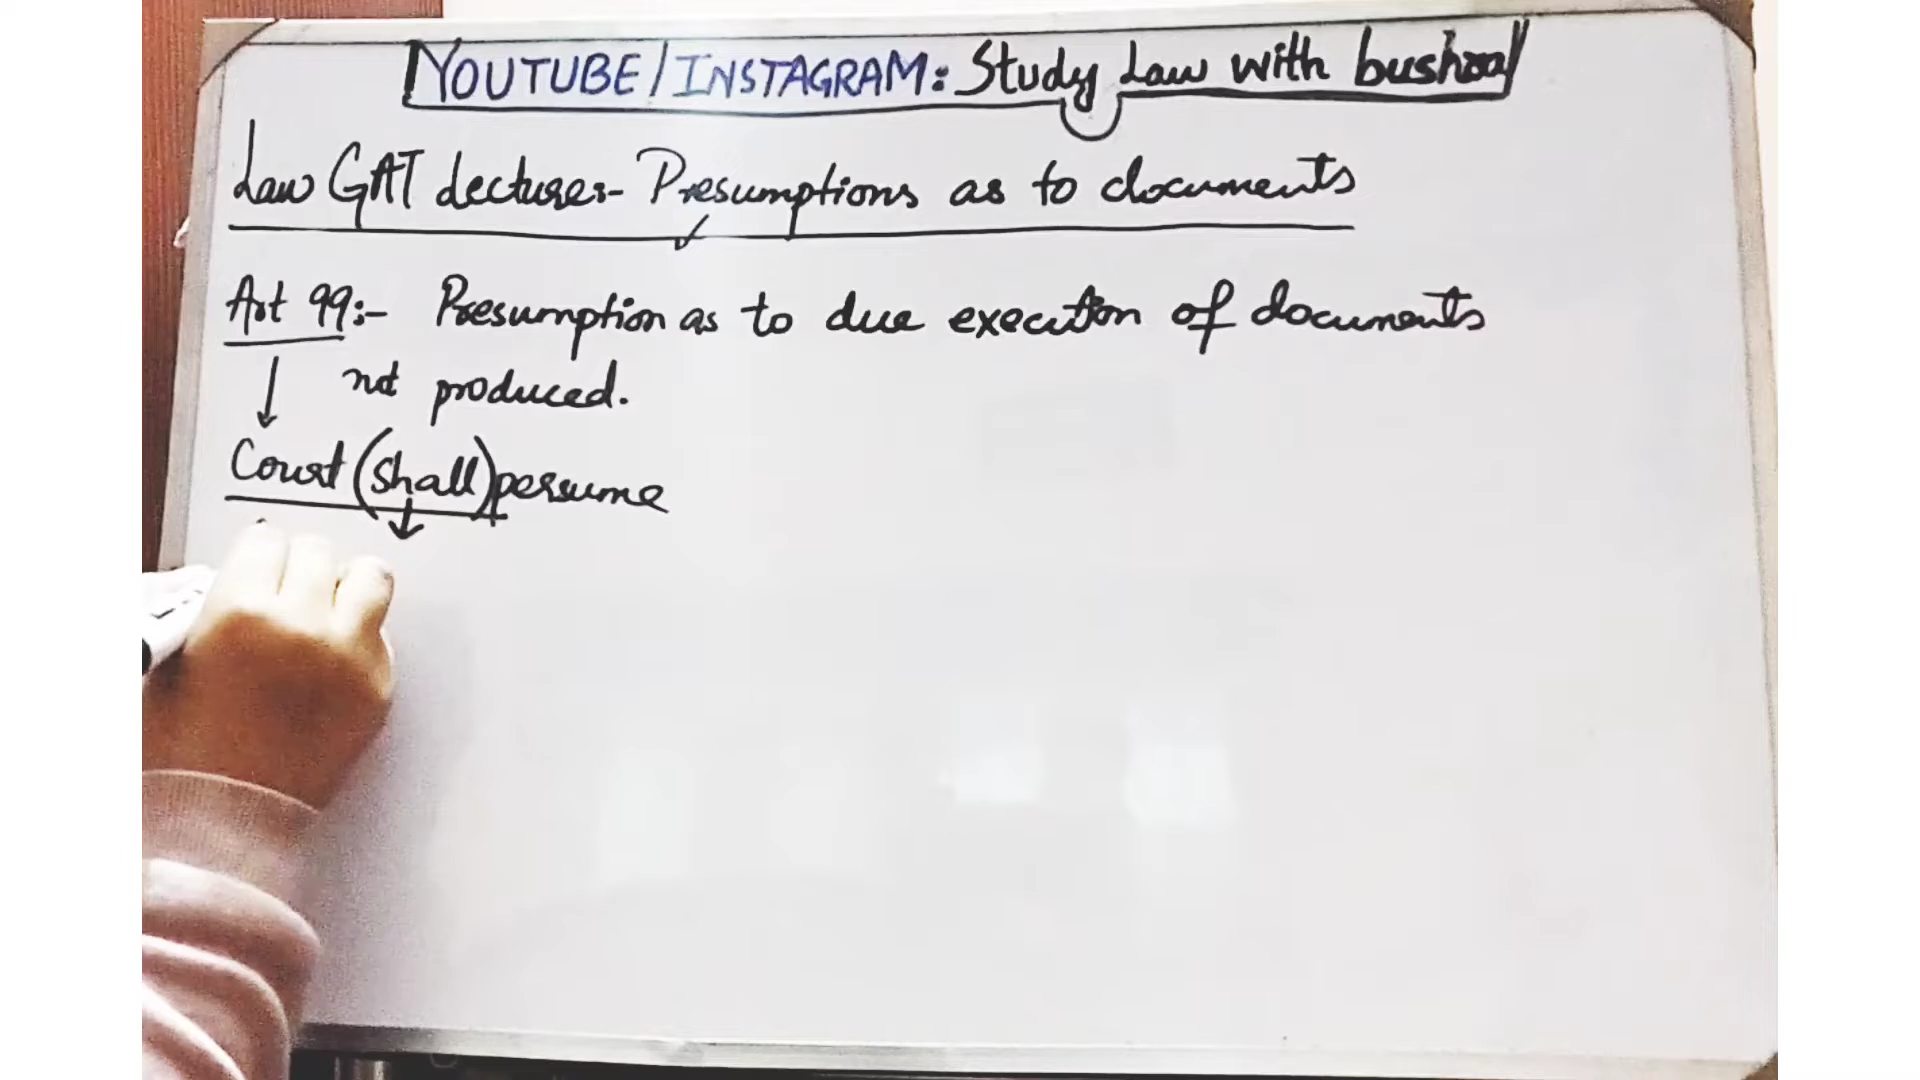 YOUTUBE/INSTAGRAM: Study Law with bushra
Law GAT Lectures- Presumptions as to documents
Art 99:- Presumption as to due execution of documents
not produced.
Court (shall) persume